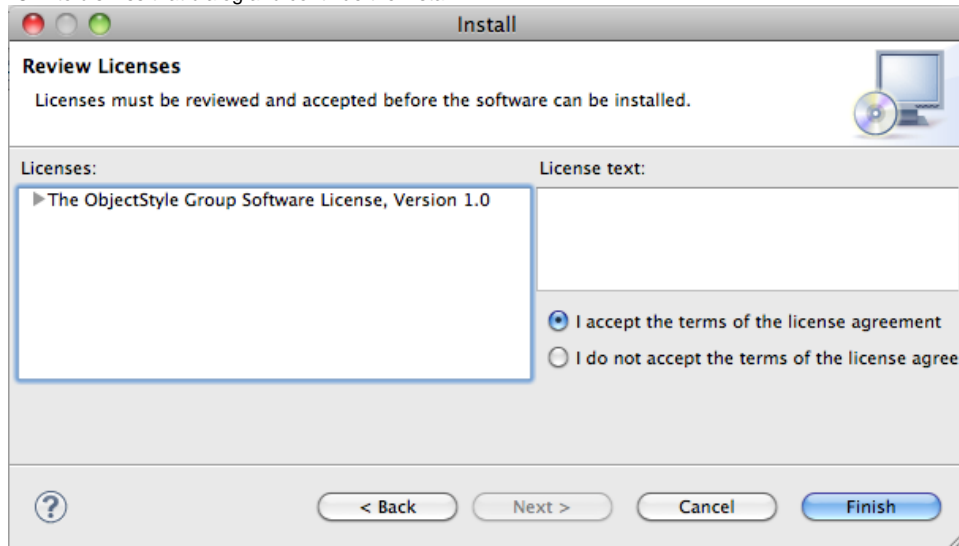 Install
Review Licenses
Licenses must be reviewed and accepted before the software can be installed.
Licenses:
License text:
The ObjectStyle Group Software License, Version 1.0
I accept the terms of the license agreement
I do not accept the terms of the license agree
?
< Back
Next >
Cancel
Finish